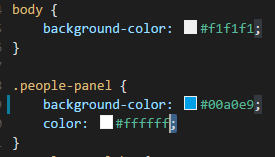 body {
background-color: #f1f1f1;
}
.people-panel {
background-color: #00a0e9;
color: #ffffff;
}